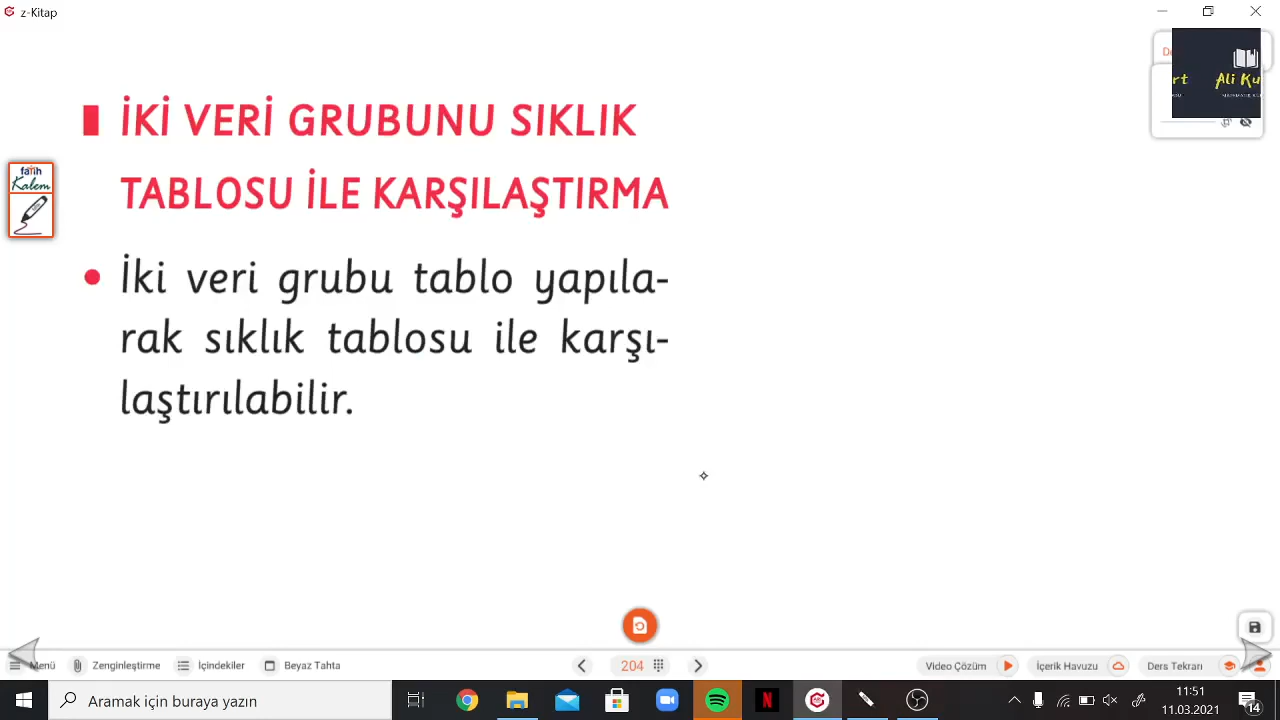 z-Kitap
İKİ VERİ GRUBUNU SIKLIK
TABLOSU İLE KARŞILAŞTIRMA
fatih
Kalem
İki veri grubu tablo yapıla-
rak sıklık tablosu ile karşı-
laştırılabilir.
Ali Ku
Menü
Zenginleştirme
İçindekiler
Beyaz Tahta
204
Video Çözüm
İçerik Havuzu
Ders Tekrarı
Aramak için buraya yazın
11:51
11.03.2021
14